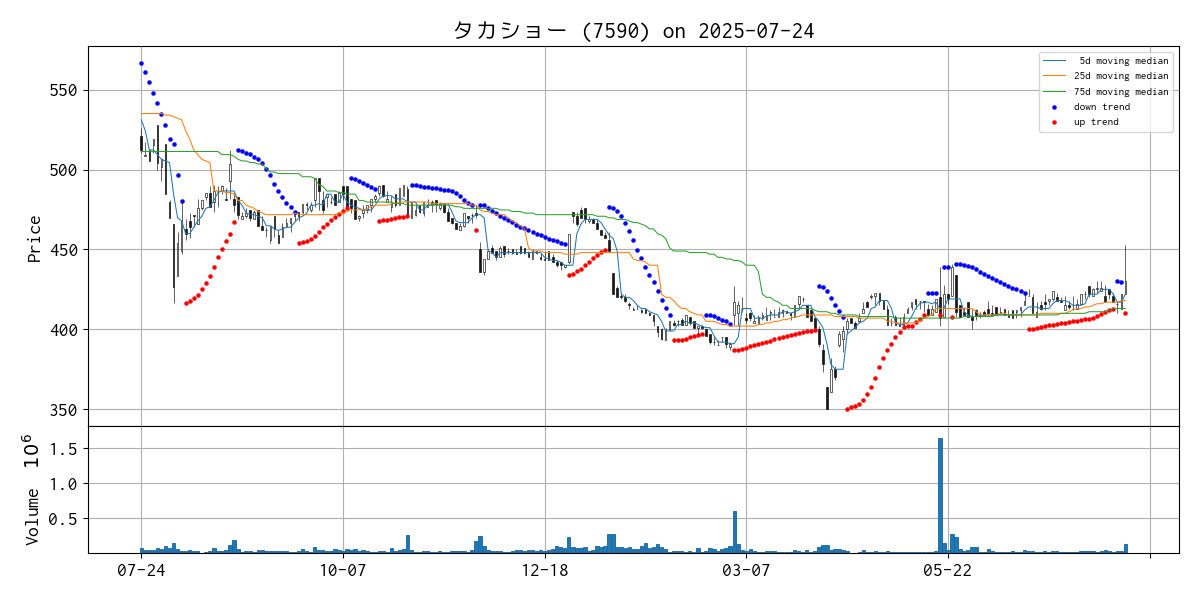 タカショー (7590) on 2025-07-24
5d moving median
25d moving median
75d moving median
down trend
up trend
Price
550
500
450
400
350
Volume 10^6
1.5
1.0
0.5
07-24
10-07
12-18
03-07
05-22